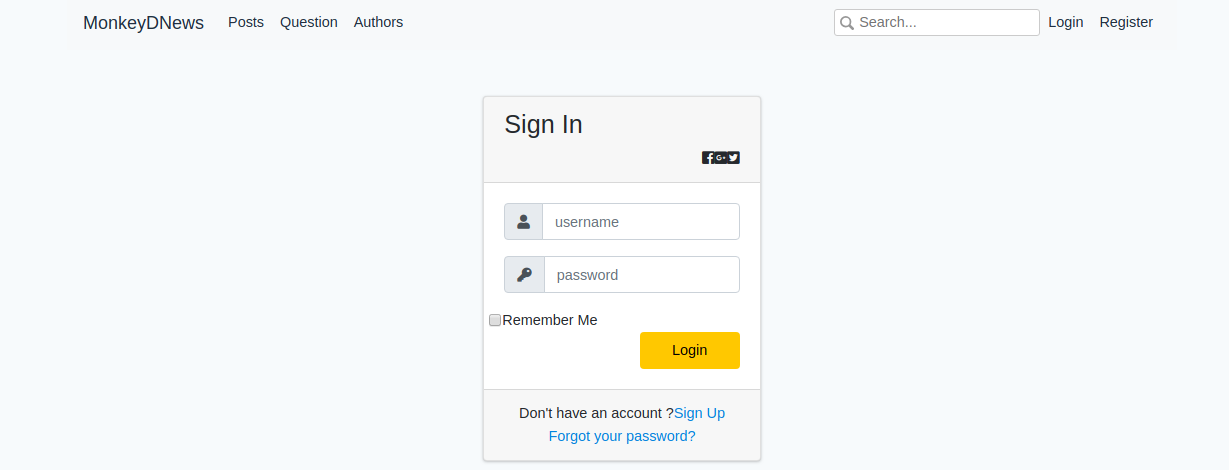 MonkeyDNews Posts Question Authors Search... Login Register
Sign In
username
password
Remember Me
Login
Don't have an account ?Sign Up
Forgot your password?